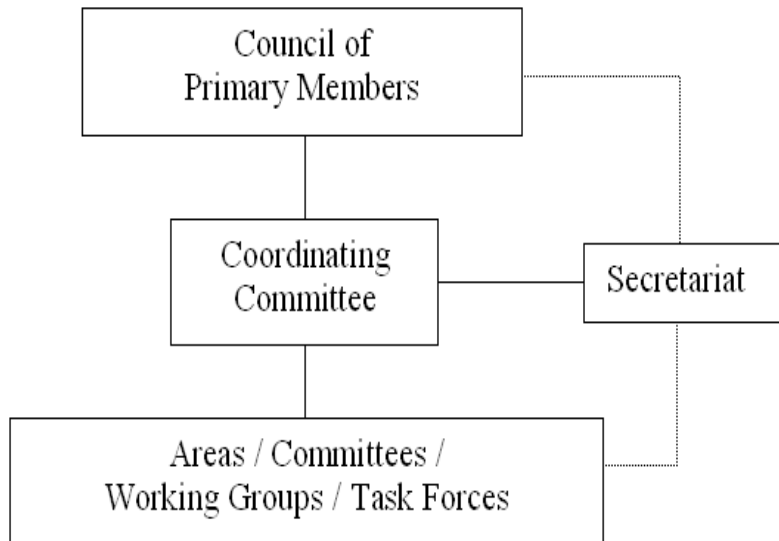 Council of
Primary Members
Coordinating
Committee
Secretariat
Areas / Committees /
Working Groups / Task Forces